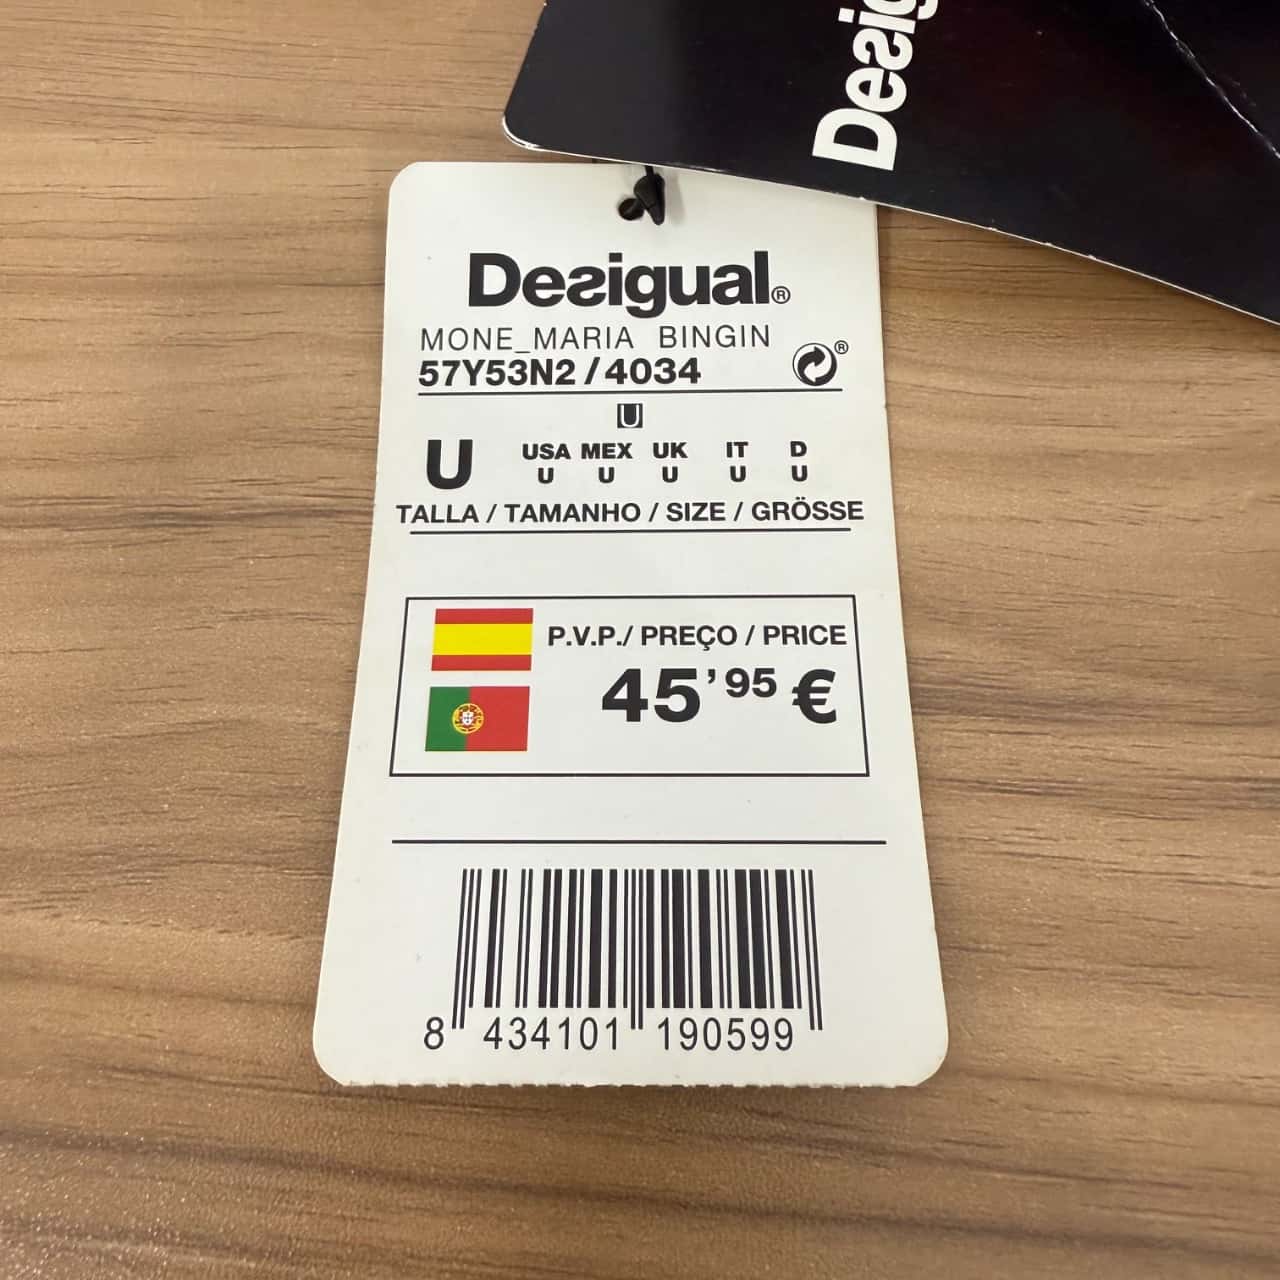 Desig
Desigual®
MONE_MARIA BINGIN
57Y53N2 / 4034
®
U
U
USA MEX UK IT D
U U U U U
TALLA / TAMANHO / SIZE / GRÖSSE
P.V.P./ PREÇO / PRICE
45'95 €
8 434101 190599